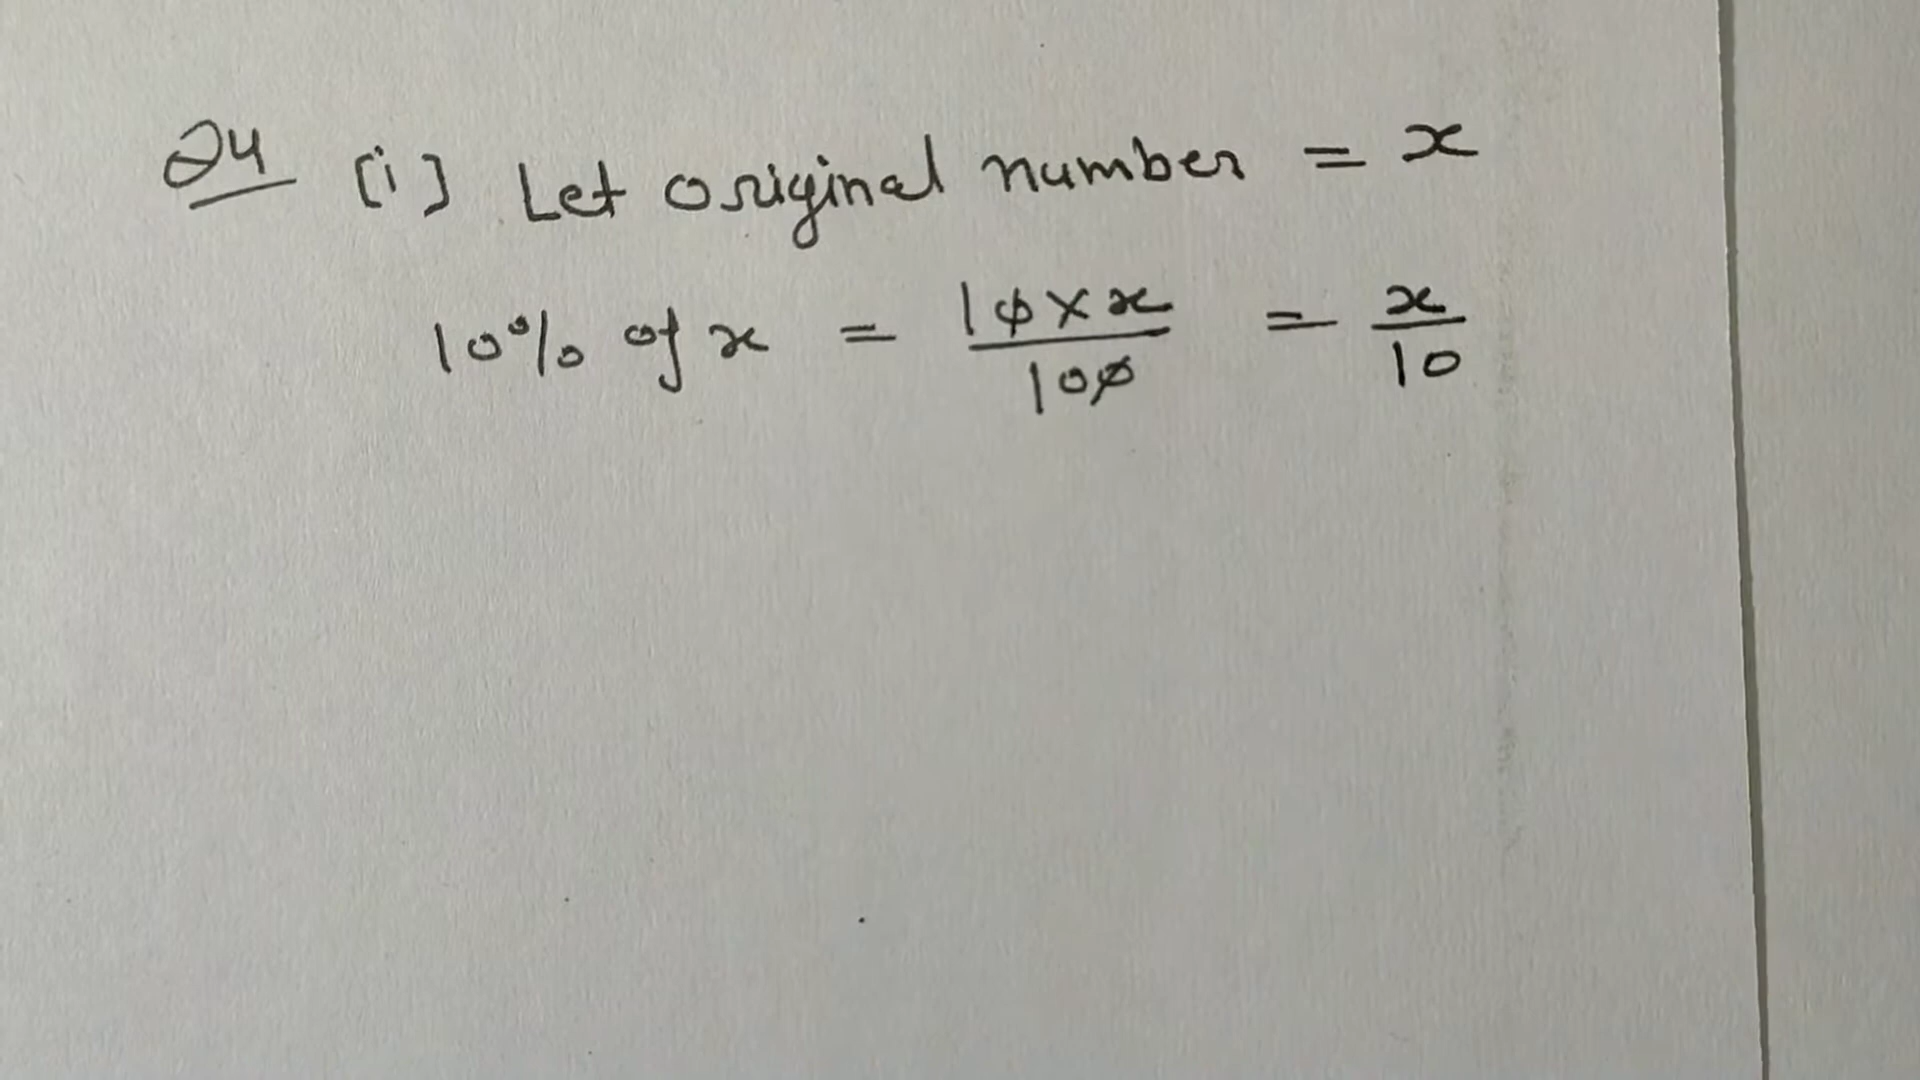 Q4 [i] Let original number = x
10% of x = 10 × x / 100 = x / 10